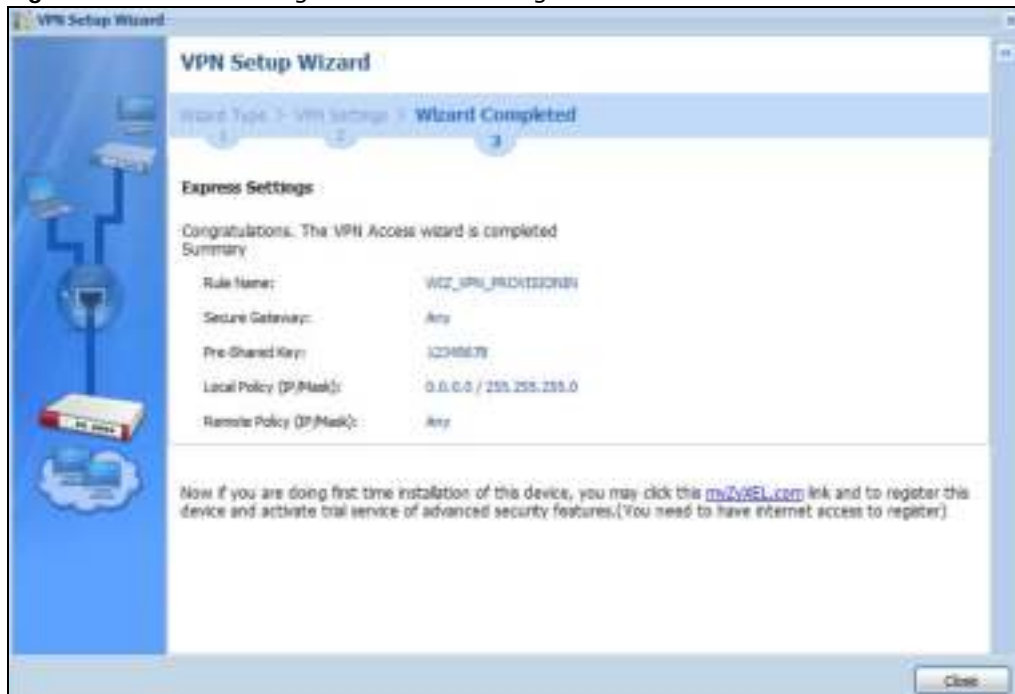 VPN Setup Wizard
VPN Setup Wizard
Wizard Type > VPN Settings > Wizard Completed
1 2 3
Express Settings
Congratulations. The VPN Access wizard is completed
Summary
Rule Name: WIZ_VPN_PROVISIONIN
Secure Gateway: Any
Pre-Shared Key: 12345678
Local Policy (IP/Mask): 0.0.0.0 / 255.255.255.0
Remote Policy (IP/Mask): Any
Now if you are doing first time installation of this device, you may click this myZyXEL.com link and to register this
device and activate trial service of advanced security features.(You need to have internet access to register)
Close